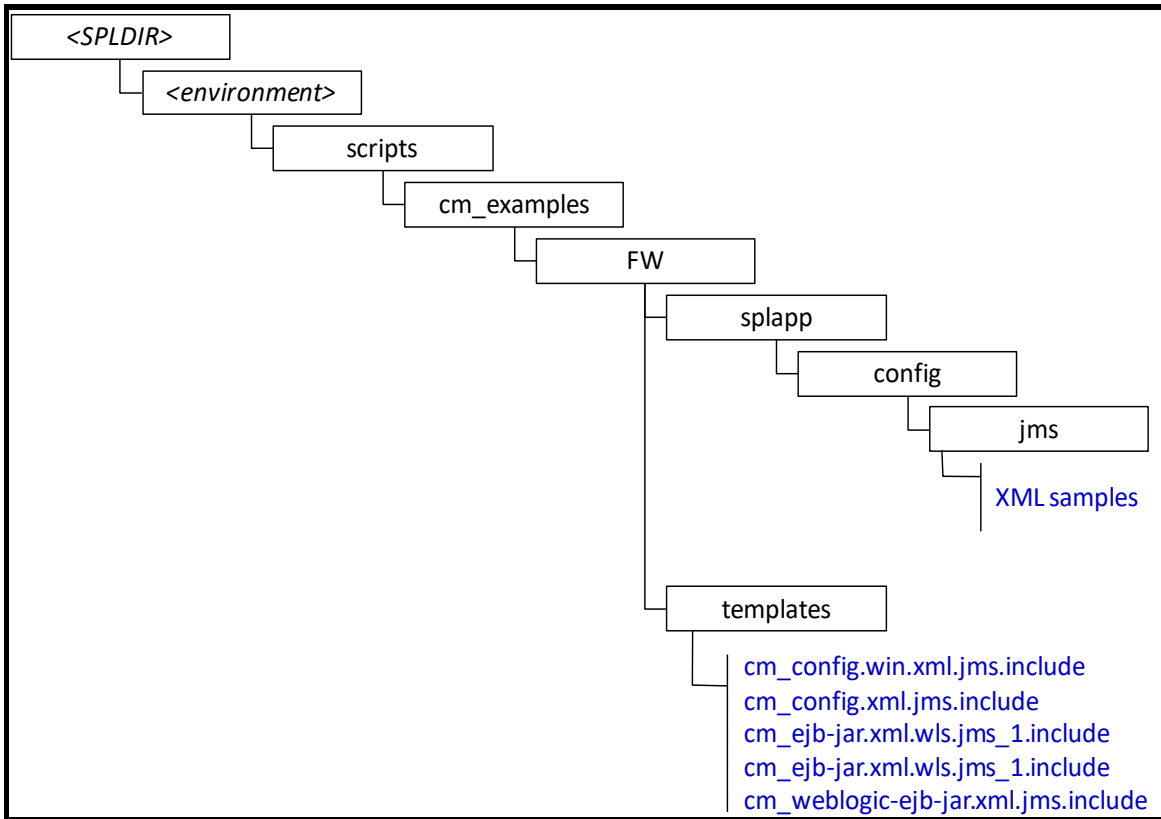 <SPLDIR>
<environment>
scripts
cm_examples
FW
splapp
config
jms
XML samples
templates
cm_config.win.xml.jms.include
cm_config.xml.jms.include
cm_ejb-jar.xml.wls.jms_1.include
cm_ejb-jar.xml.wls.jms_1.include
cm_weblogic-ejb-jar.xml.jms.include